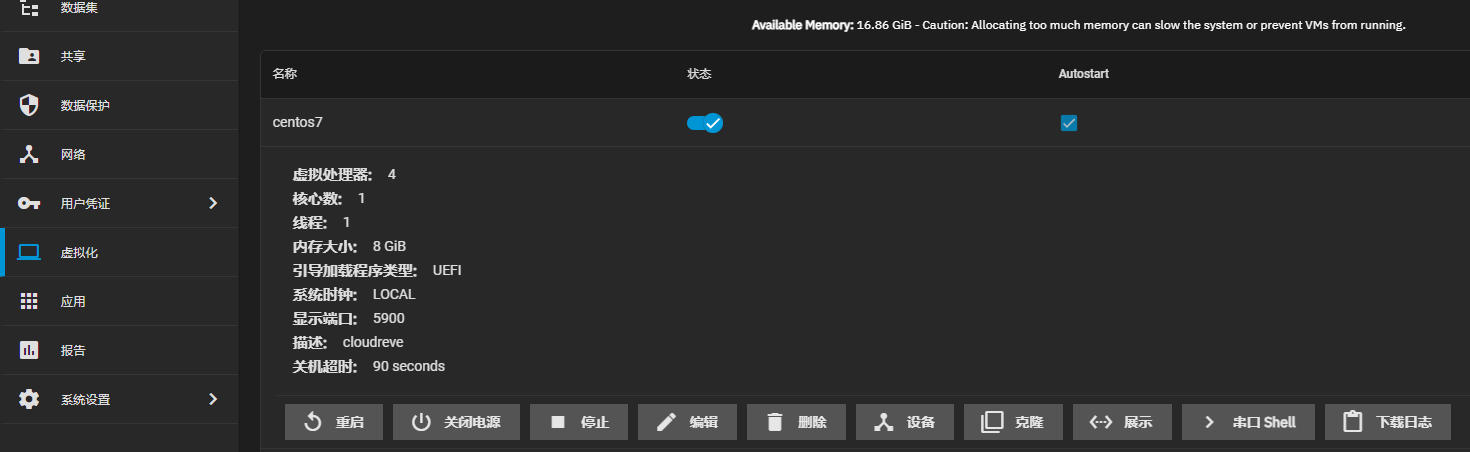 数据集
共享
数据保护
网络
用户凭证
虚拟化
应用
报告
系统设置
Available Memory: 16.86 GiB - Caution: Allocating too much memory can slow the system or prevent VMs from running.
名称 状态 Autostart
centos7
虚拟处理器: 4
核心数: 1
线程: 1
内存大小: 8 GiB
引导加载程序类型: UEFI
系统时钟: LOCAL
显示端口: 5900
描述: cloudreve
关机超时: 90 seconds
重启 关闭电源 停止 编辑 删除 设备 克隆 展示 串口 Shell 下载日志